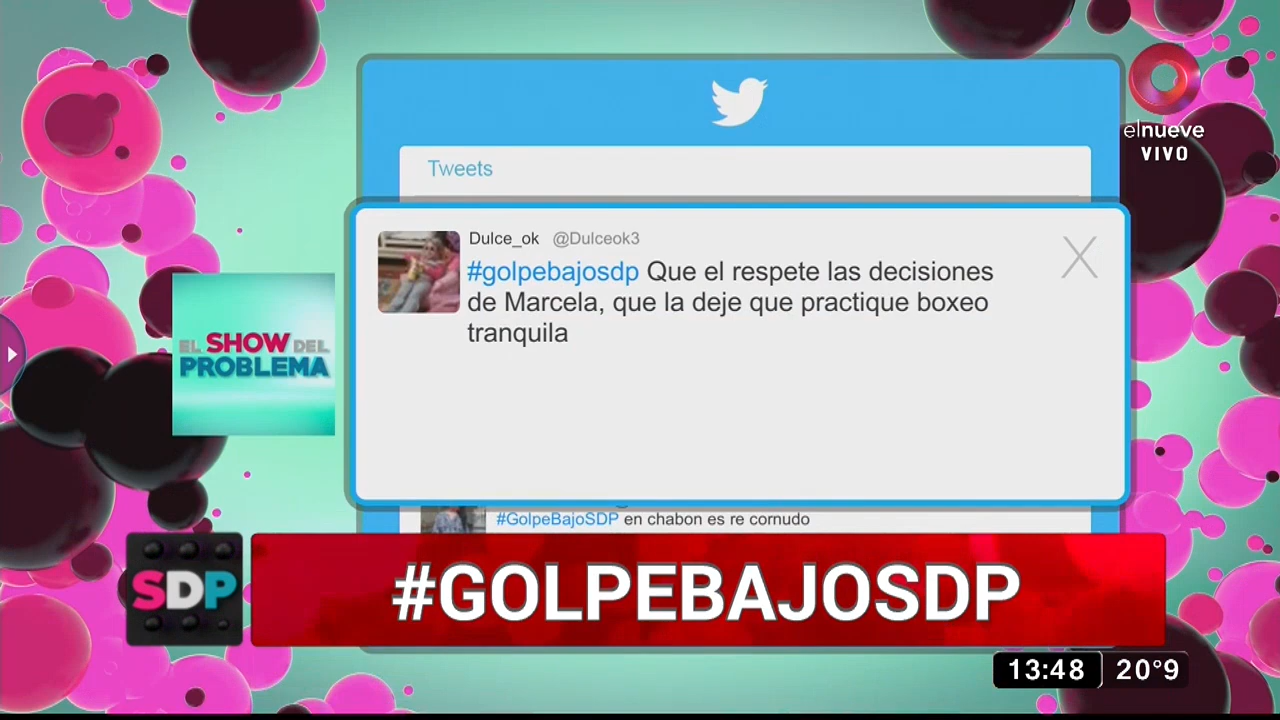 Tweets
elnueve
VIVO
Dulce_ok @Dulceok3
#golpebajosdp Que el respete las decisiones
de Marcela, que la deje que practique boxeo
tranquila
EL SHOW DEL
PROBLEMA
#GolpeBajoSDP en chabon es re cornudo
SDP
#GOLPEBAJOSDP
13:48 20°9